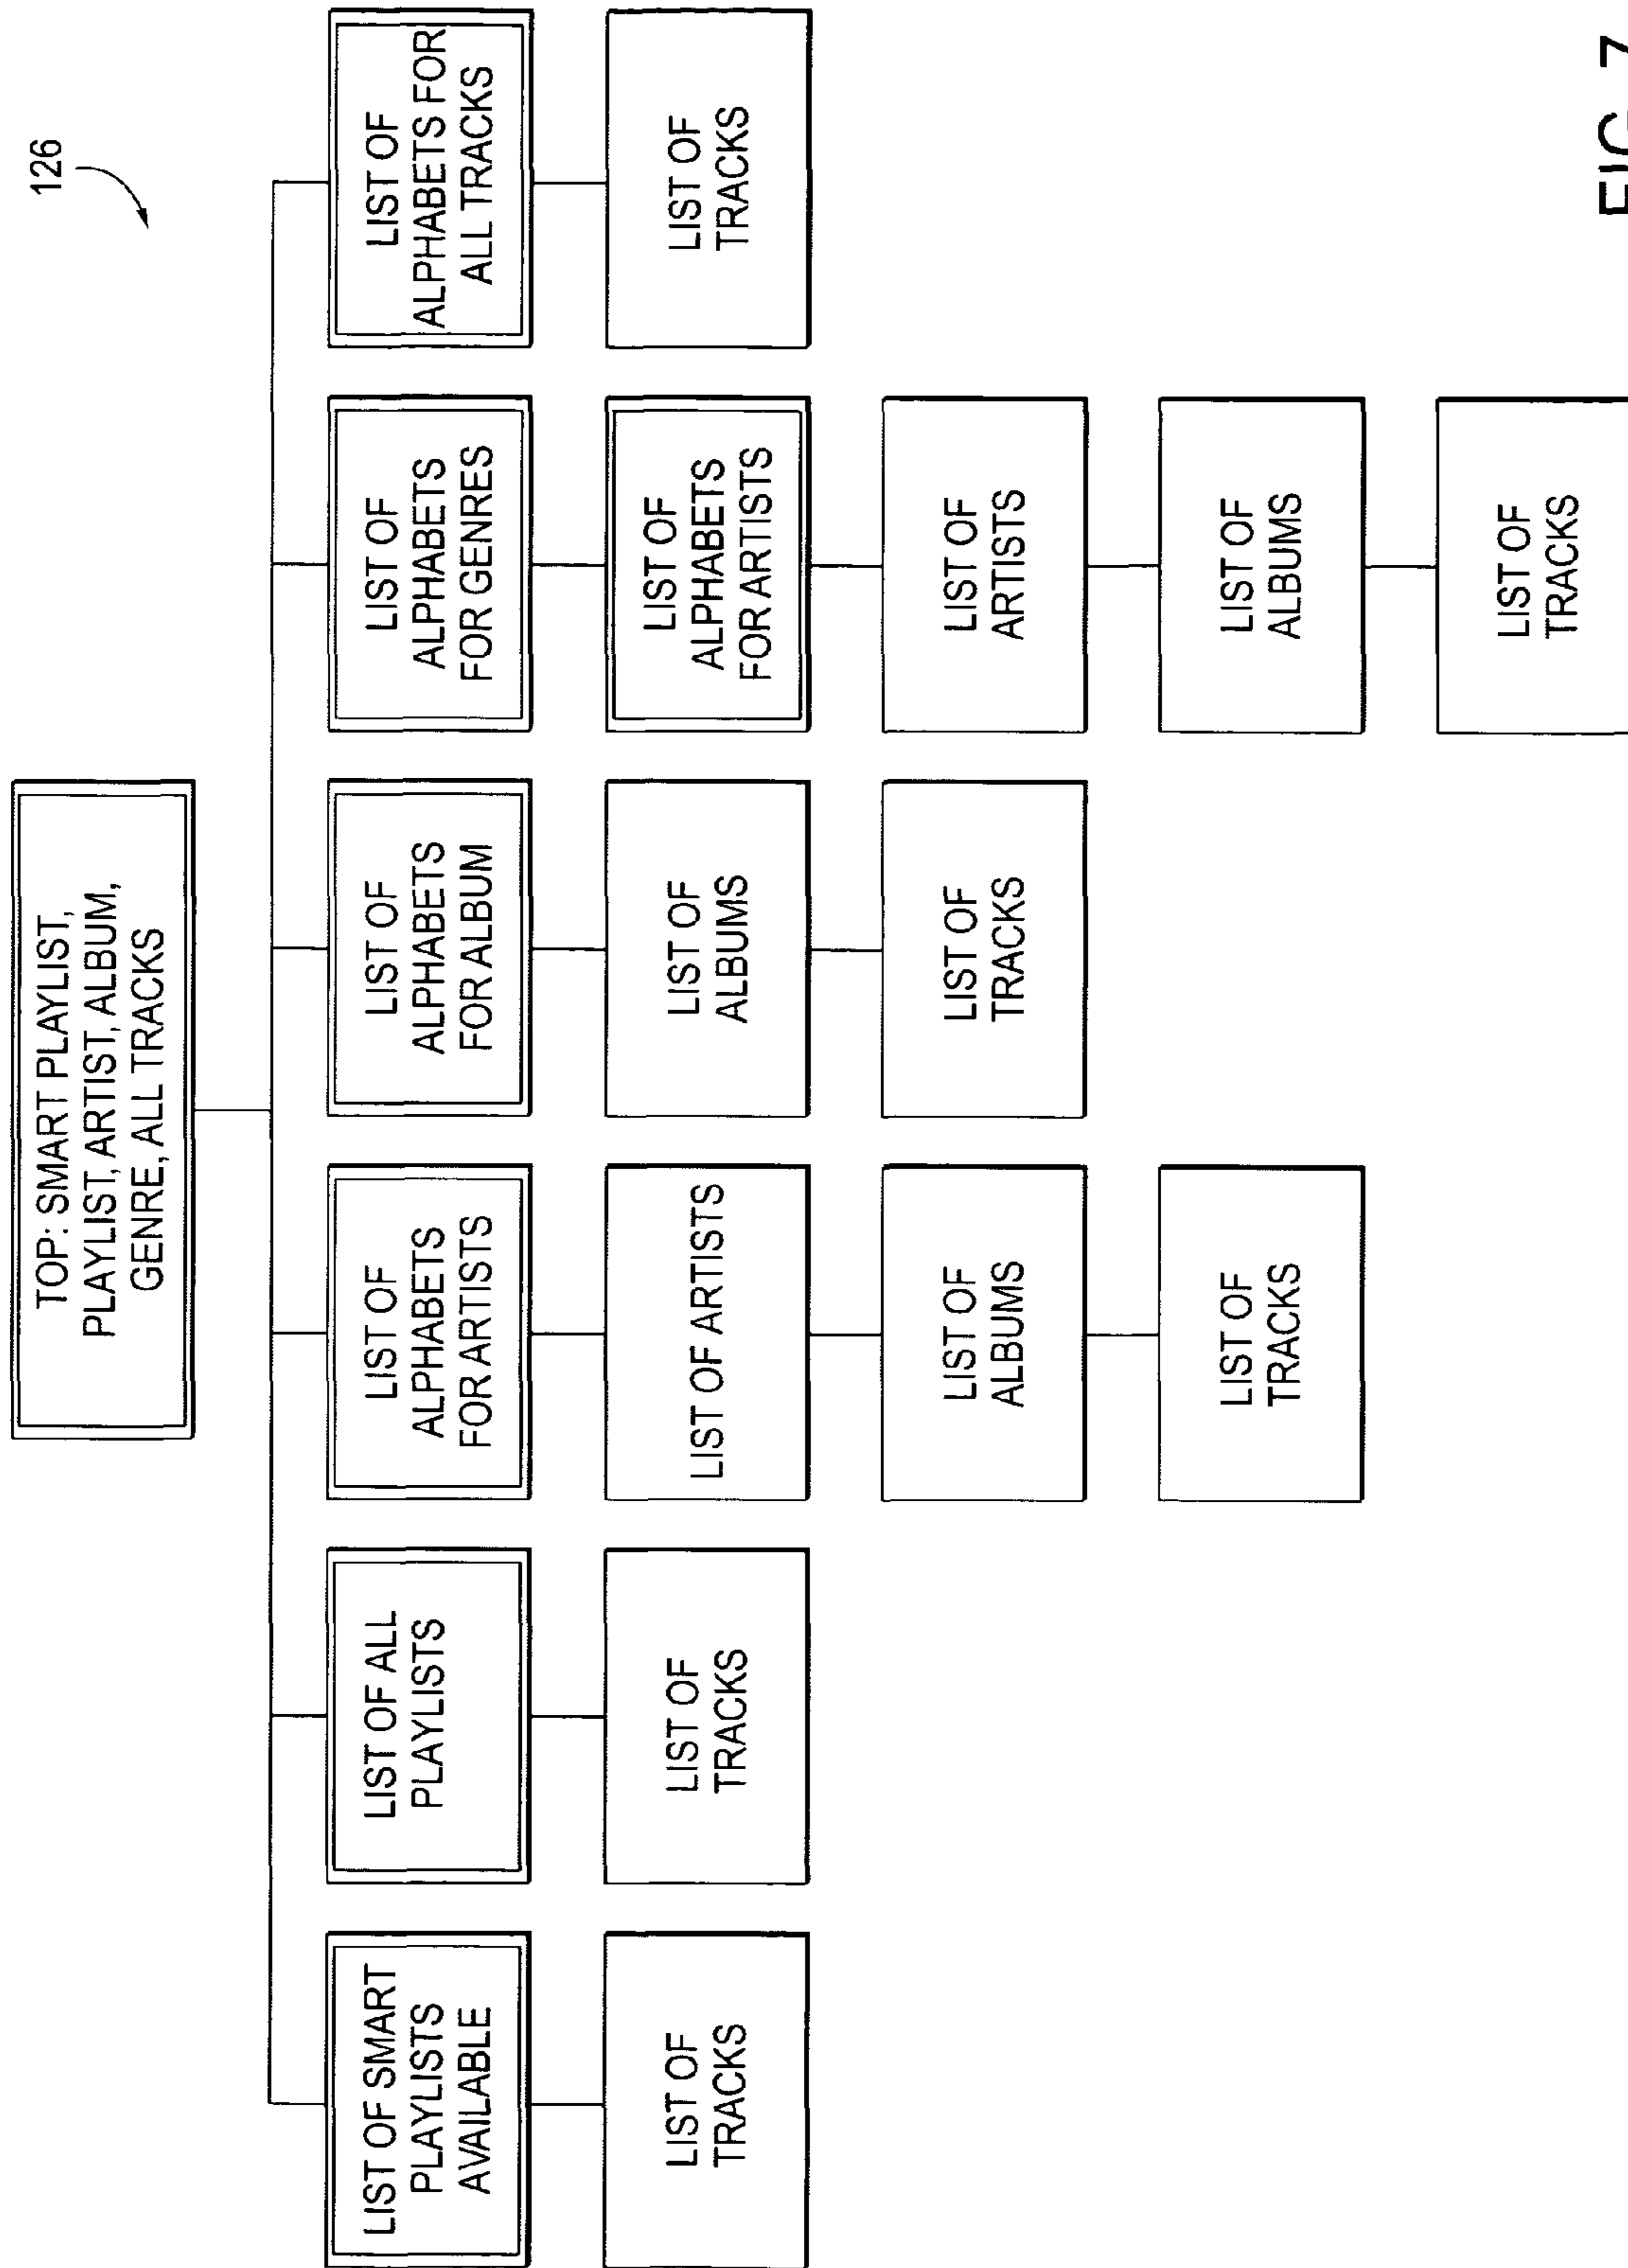 126
TOP: SMART PLAYLIST,
PLAYLIST, ARTIST, ALBUM,
GENRE, ALL TRACKS
LIST OF SMART
PLAYLISTS
AVAILABLE
LIST OF
TRACKS
LIST OF ALL
PLAYLISTS
LIST OF
TRACKS
LIST OF
ALPHABETS
FOR ARTISTS
LIST OF ARTISTS
LIST OF
ALBUMS
LIST OF
TRACKS
LIST OF
ALPHABETS
FOR ALBUM
LIST OF
ALBUMS
LIST OF
TRACKS
LIST OF
ALPHABETS
FOR GENRES
LIST OF
ALPHABETS
FOR ARTISTS
LIST OF
ARTISTS
LIST OF
ALBUMS
LIST OF
TRACKS
LIST OF
ALPHABETS FOR
ALL TRACKS
LIST OF
TRACKS
FIG. 7